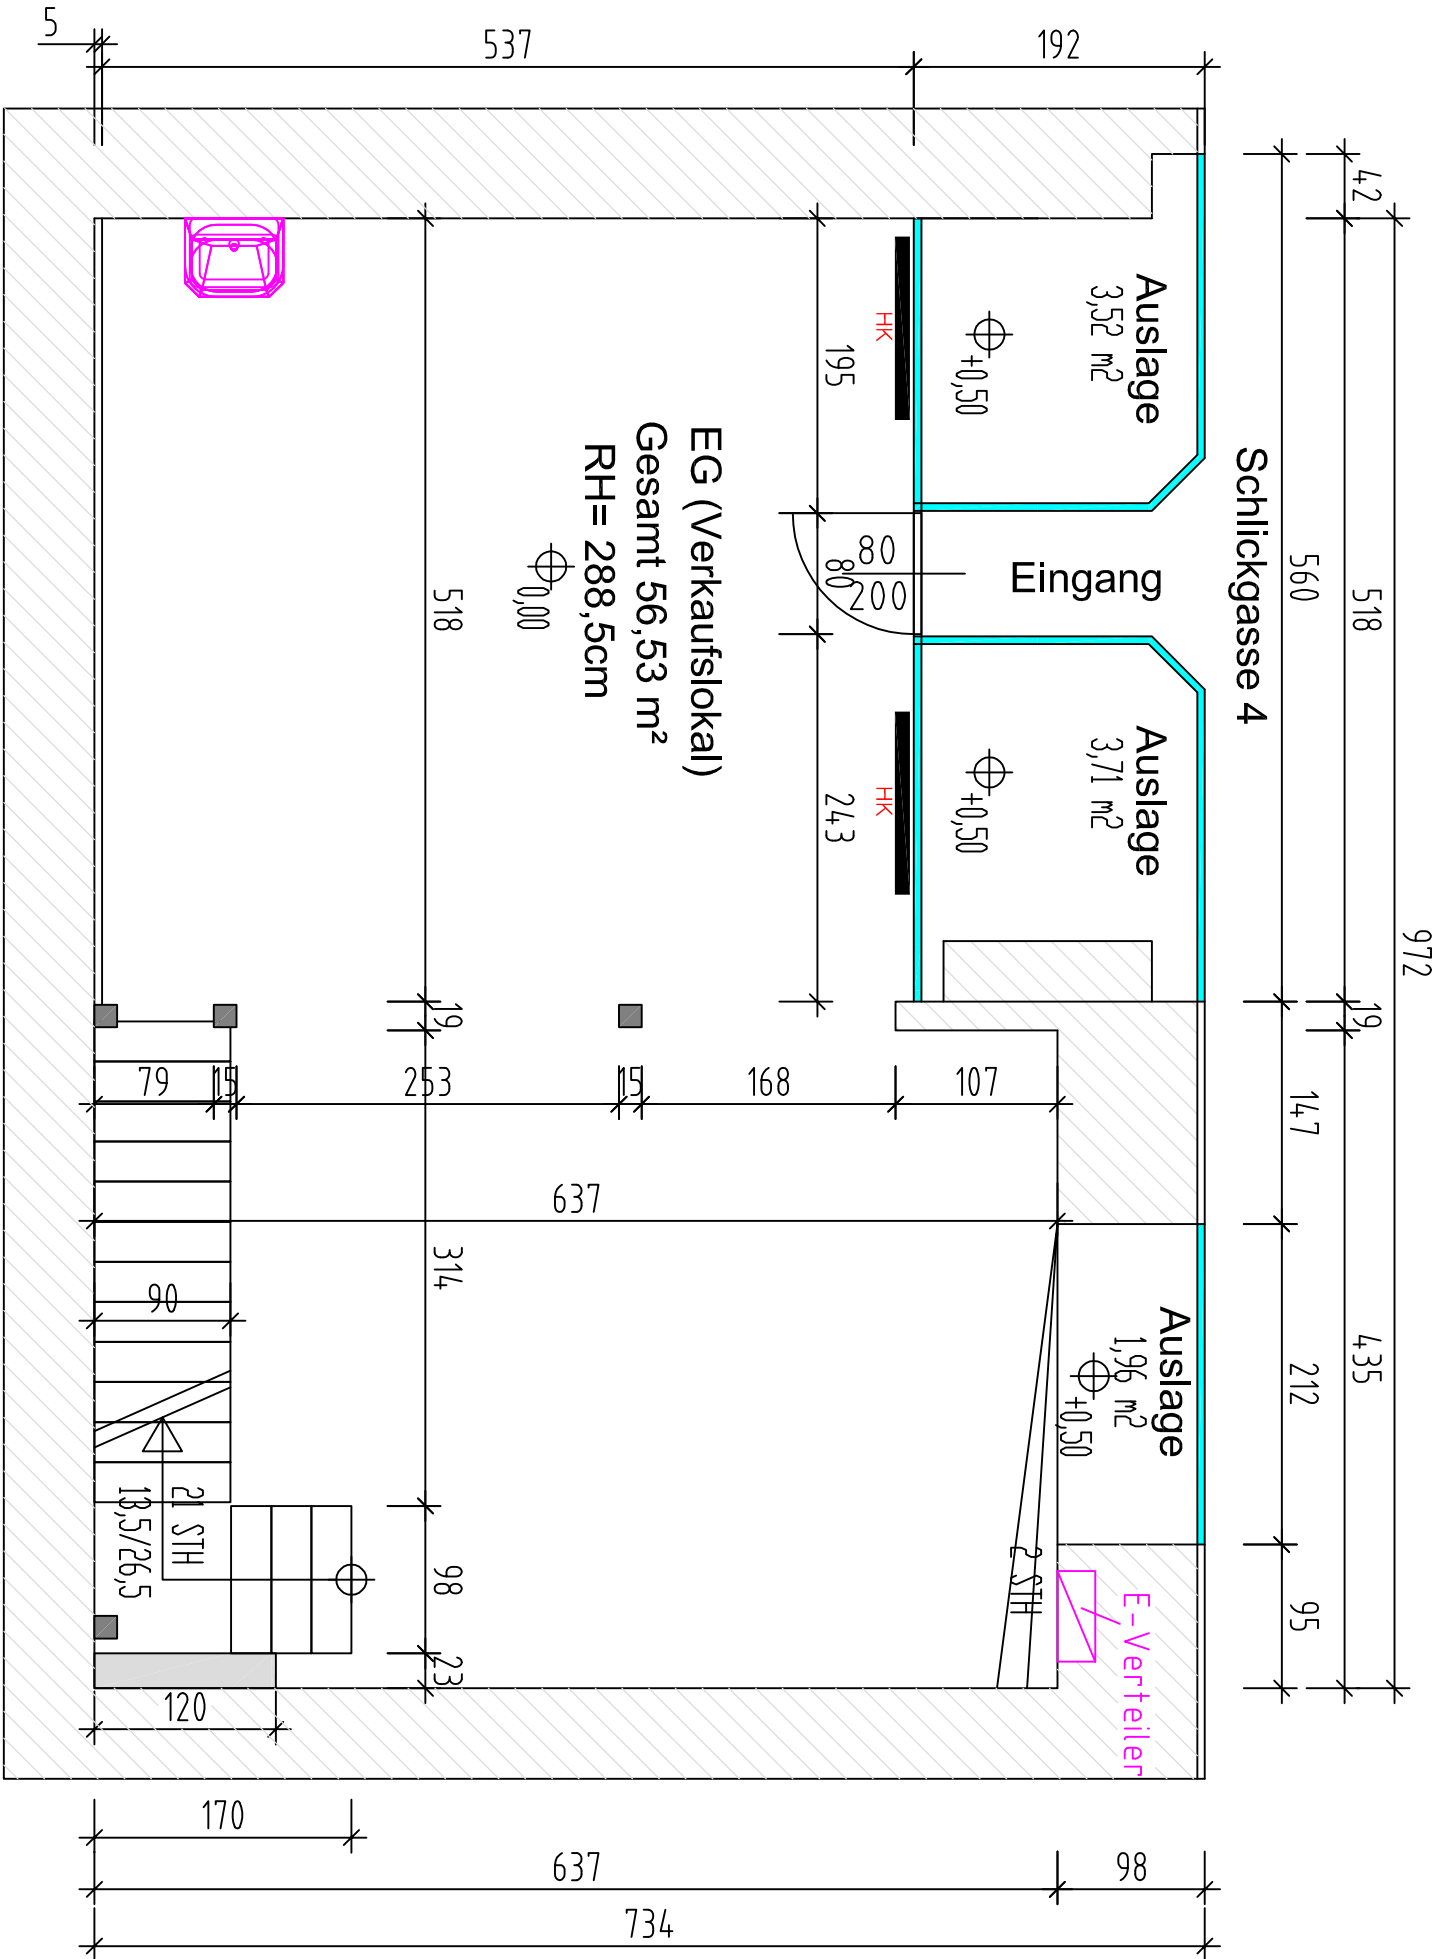 5
537
192
42
518
19
435
972
560
147
212
95
Schlickgasse 4
Auslage
3,52 m2
+0,50
Eingang
Auslage
3,71 m2
+0,50
Auslage
1,96 m2
+0,50
HK
HK
195
80
243
80
200
EG (Verkaufslokal)
Gesamt 56,53 m²
RH= 288,5cm
0,00
518
19
314
98
23
79
15
253
15
168
107
637
90
21 STH
18,5/26,5
2 STH
E-Verteiler
120
170
637
98
734